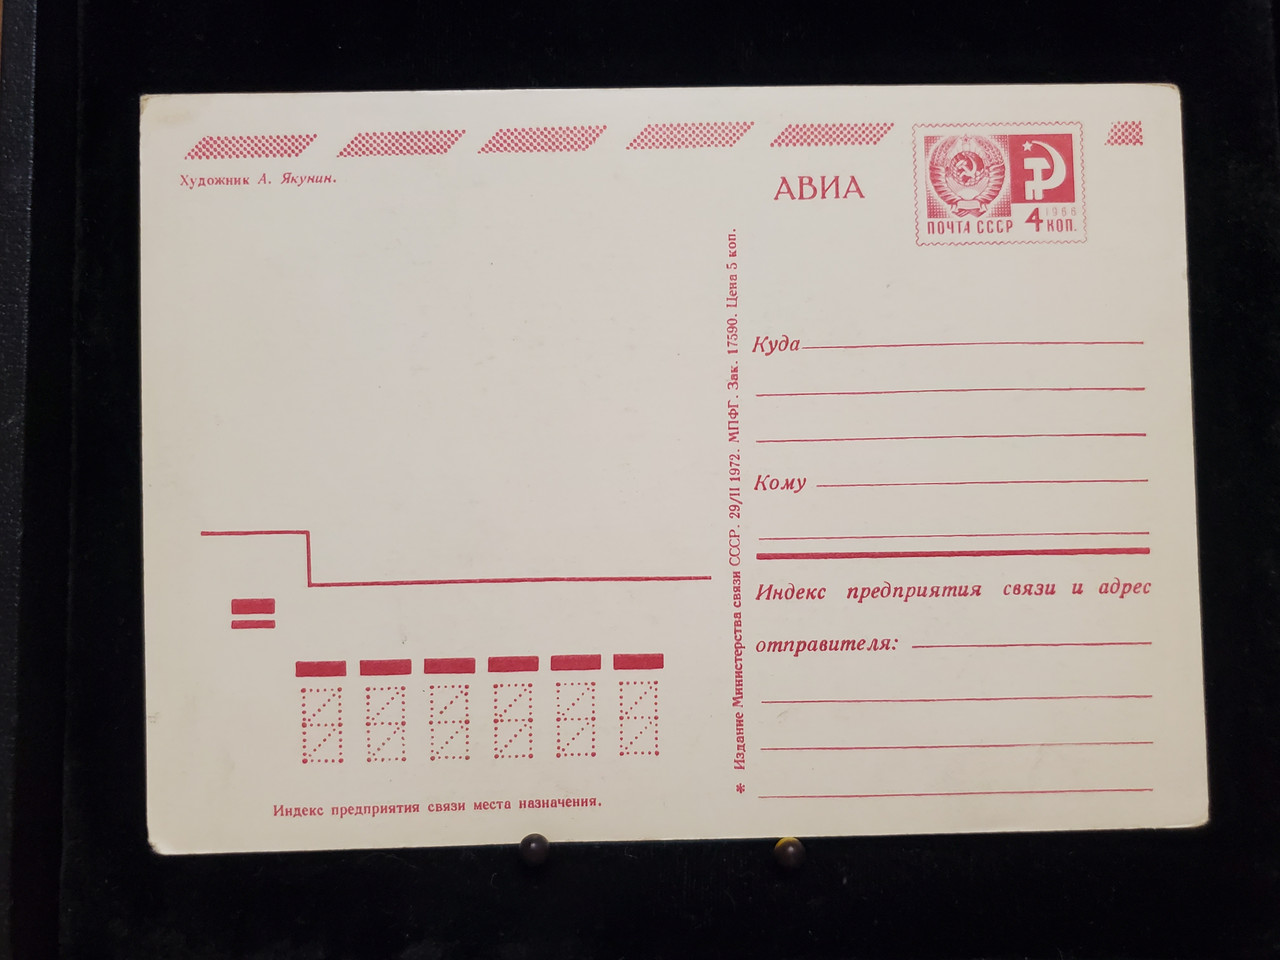 Художник А. Якунин.
АВИА
1966
ПОЧТА СССР 4 КОП.
* Издание Министерства связи СССР. 29/II 1972. МПФГ. Зак. 17590. Цена 5 коп.
Куда
Кому
Индекс предприятия связи и адрес
отправителя:
Индекс предприятия связи места назначения.